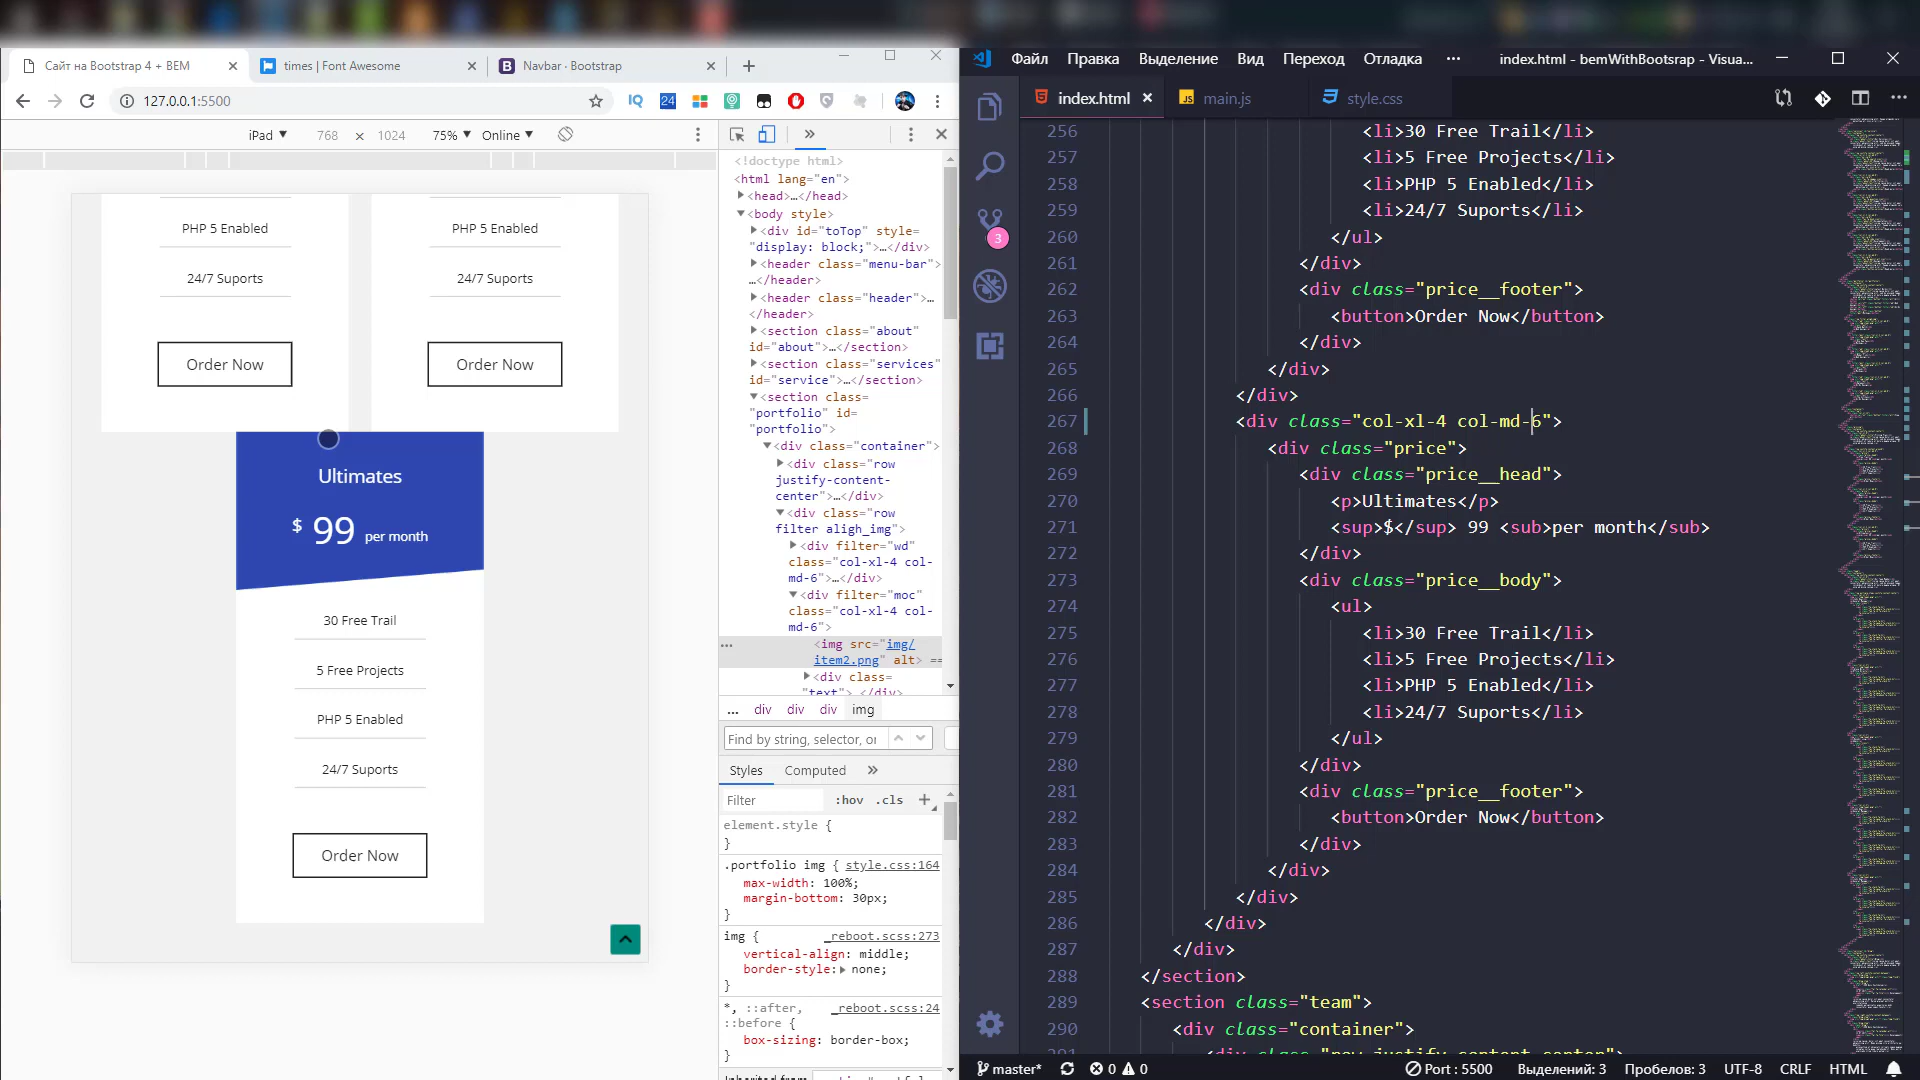 Сайт на Bootstrap 4 + BEM
times | Font Awesome
Navbar · Bootstrap
127.0.0.1:5500
IQ
24
iPad
768
×
1024
75%
Online
PHP 5 Enabled
24/7 Suports
Order Now
PHP 5 Enabled
24/7 Suports
Order Now
Ultimates
$ 99 per month
30 Free Trail
5 Free Projects
PHP 5 Enabled
24/7 Suports
Order Now
<!doctype html>
<html lang="en">
<head>…</head>
<body style>
<div id="toTop" style=
"display: block;">…</div>
<header class="menu-bar">
…</header>
<header class="header">…
</header>
<section class="about"
id="about">…</section>
<section class="services"
id="service">…</section>
<section class=
"portfolio" id=
"portfolio">
<div class="container">
<div class="row
justify-content-
center">…</div>
<div class="row
filter aligh_img">
<div filter="wd"
class="col-xl-4 col-
md-6">…</div>
<div filter="moc"
class="col-xl-4 col-
md-6">
<img src="img/
item2.png" alt> ==
<div class=
"text">…</div>
... div div div img
Find by string, selector, or
Styles
Computed
Filter
:hov
.cls
element.style {
}
.portfolio img { style.css:164
max-width: 100%;
margin-bottom: 30px;
}
img { _reboot.scss:273
vertical-align: middle;
border-style: none;
}
*, ::after, _reboot.scss:24
::before {
box-sizing: border-box;
}
Файл Правка Выделение Вид Переход Отладка ···
index.html - bemWithBootsrap - Visua...
index.html
main.js
style.css
3
256 <li>30 Free Trail</li>
257 <li>5 Free Projects</li>
258 <li>PHP 5 Enabled</li>
259 <li>24/7 Suports</li>
260 </ul>
261 </div>
262 <div class="price__footer">
263 <button>Order Now</button>
264 </div>
265 </div>
266 </div>
267 <div class="col-xl-4 col-md-6">
268 <div class="price">
269 <div class="price__head">
270 <p>Ultimates</p>
271 <sup>$</sup> 99 <sub>per month</sub>
272 </div>
273 <div class="price__body">
274 <ul>
275 <li>30 Free Trail</li>
276 <li>5 Free Projects</li>
277 <li>PHP 5 Enabled</li>
278 <li>24/7 Suports</li>
279 </ul>
280 </div>
281 <div class="price__footer">
282 <button>Order Now</button>
283 </div>
284 </div>
285 </div>
286 </div>
287 </div>
288 </section>
289 <section class="team">
290 <div class="container">
master*
0
0
Port : 5500
Выделений: 3
Пробелов: 3
UTF-8
CRLF
HTML